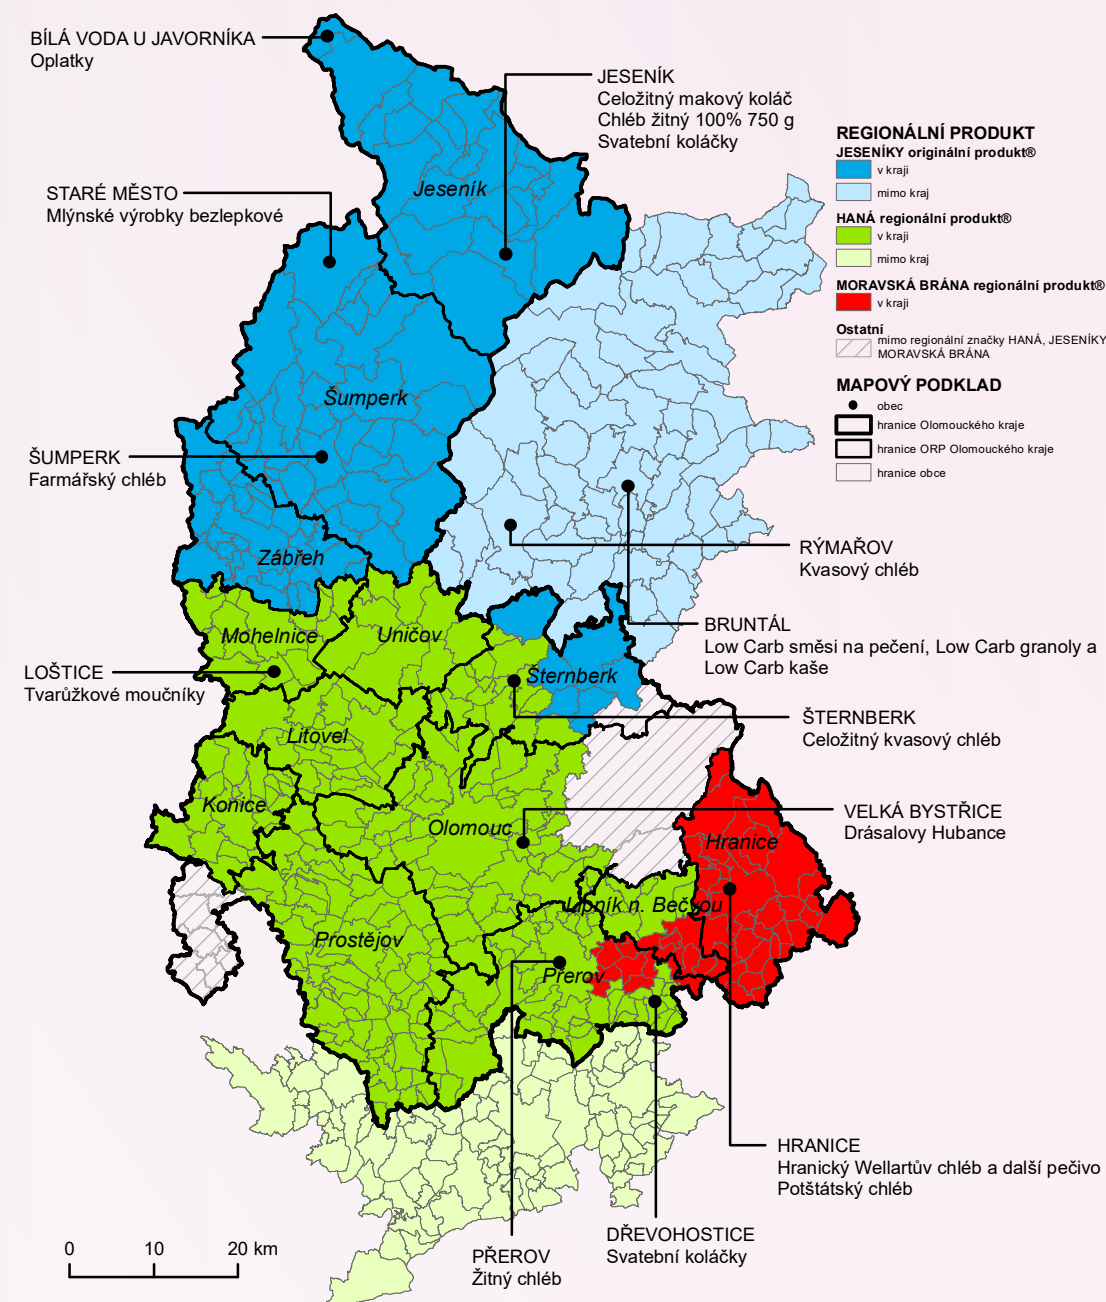 BÍLÁ VODA U JAVORNÍKA
Oplatky
JESENÍK
Celožitný makový koláč
Chléb žitný 100% 750 g
Svatební koláčky
STARÉ MĚSTO
Mlýnské výrobky bezlepkové
REGIONÁLNÍ PRODUKT
JESENÍKY originální produkt®
v kraji
mimo kraj
HANÁ regionální produkt®
v kraji
mimo kraj
MORAVSKÁ BRÁNA regionální produkt®
v kraji
Ostatní
mimo regionální značky HANÁ, JESENÍKY
MORAVSKÁ BRÁNA
MAPOVÝ PODKLAD
obec
hranice Olomouckého kraje
hranice ORP Olomouckého kraje
hranice obce
Jeseník
Šumperk
ŠUMPERK
Farmářský chléb
Zábřeh
RÝMAŘOV
Kvasový chléb
Mohelnice
Uničov
BRUNTÁL
Low Carb směsi na pečení, Low Carb granoly a
Low Carb kaše
LOŠTICE
Tvarůžkové moučníky
Šternberk
ŠTERNBERK
Celožitný kvasový chléb
Litovel
Konice
Olomouc
VELKÁ BYSTŘICE
Drásalovy Hubance
Hranice
Lipník n. Bečvou
Prostějov
Přerov
HRANICE
Hranický Wellartův chléb a další pečivo
Potštátský chléb
DŘEVOHOSTICE
Svatební koláčky
PŘEROV
Žitný chléb
0 10 20 km